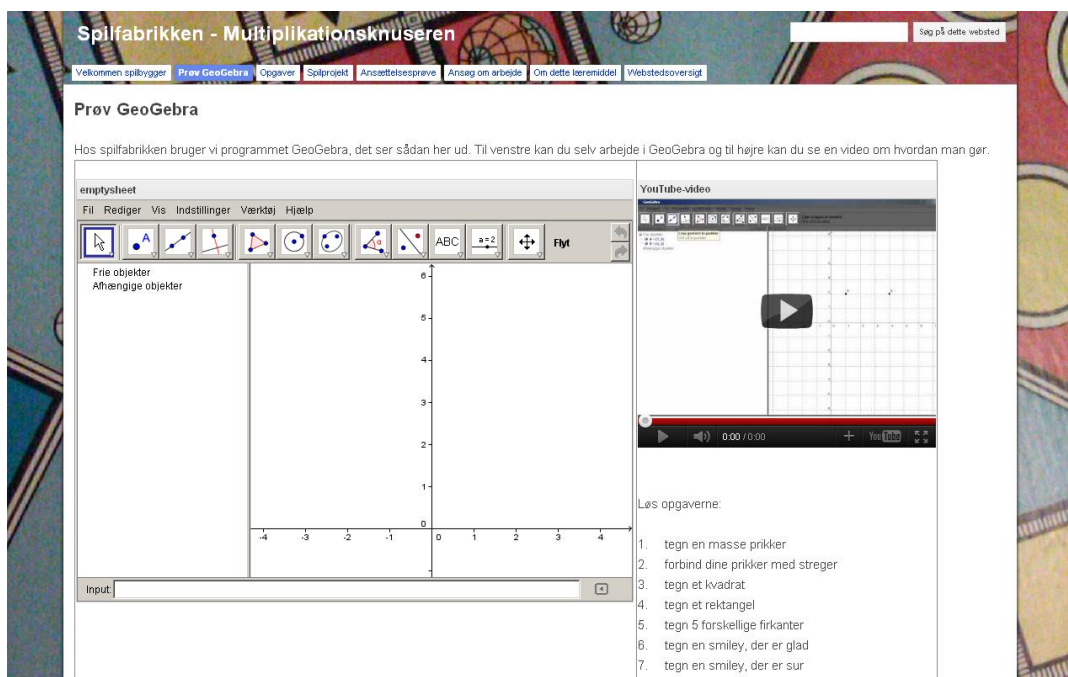 Spilfabrikken - Multiplikationsknuseren
Søg på dette websted
Velkommen spilbygger Prøv GeoGebra Opgaver Spilprojekt Ansættelsesprøve Ansøg om arbejde Om dette læremiddel Webstedsoversigt
Prøv GeoGebra
Hos spilfabrikken bruger vi programmet GeoGebra, det ser sådan her ud. Til venstre kan du selv arbejde i GeoGebra og til højre kan du se en video om hvordan man gør.
emptysheet
Fil Rediger Vis Indstillinger Værktøj Hjælp
A ABC a=2 Flyt
Frie objekter
Afhængige objekter
6
5
4
3
2
1
0
-4 -3 -2 -1 0 1 2 3 4
Input:
YouTube-video
0:00 / 0:00 YouTube
Løs opgaverne:
1. tegn en masse prikker
2. forbind dine prikker med streger
3. tegn et kvadrat
4. tegn et rektangel
5. tegn 5 forskellige firkanter
6. tegn en smiley, der er glad
7. tegn en smiley, der er sur